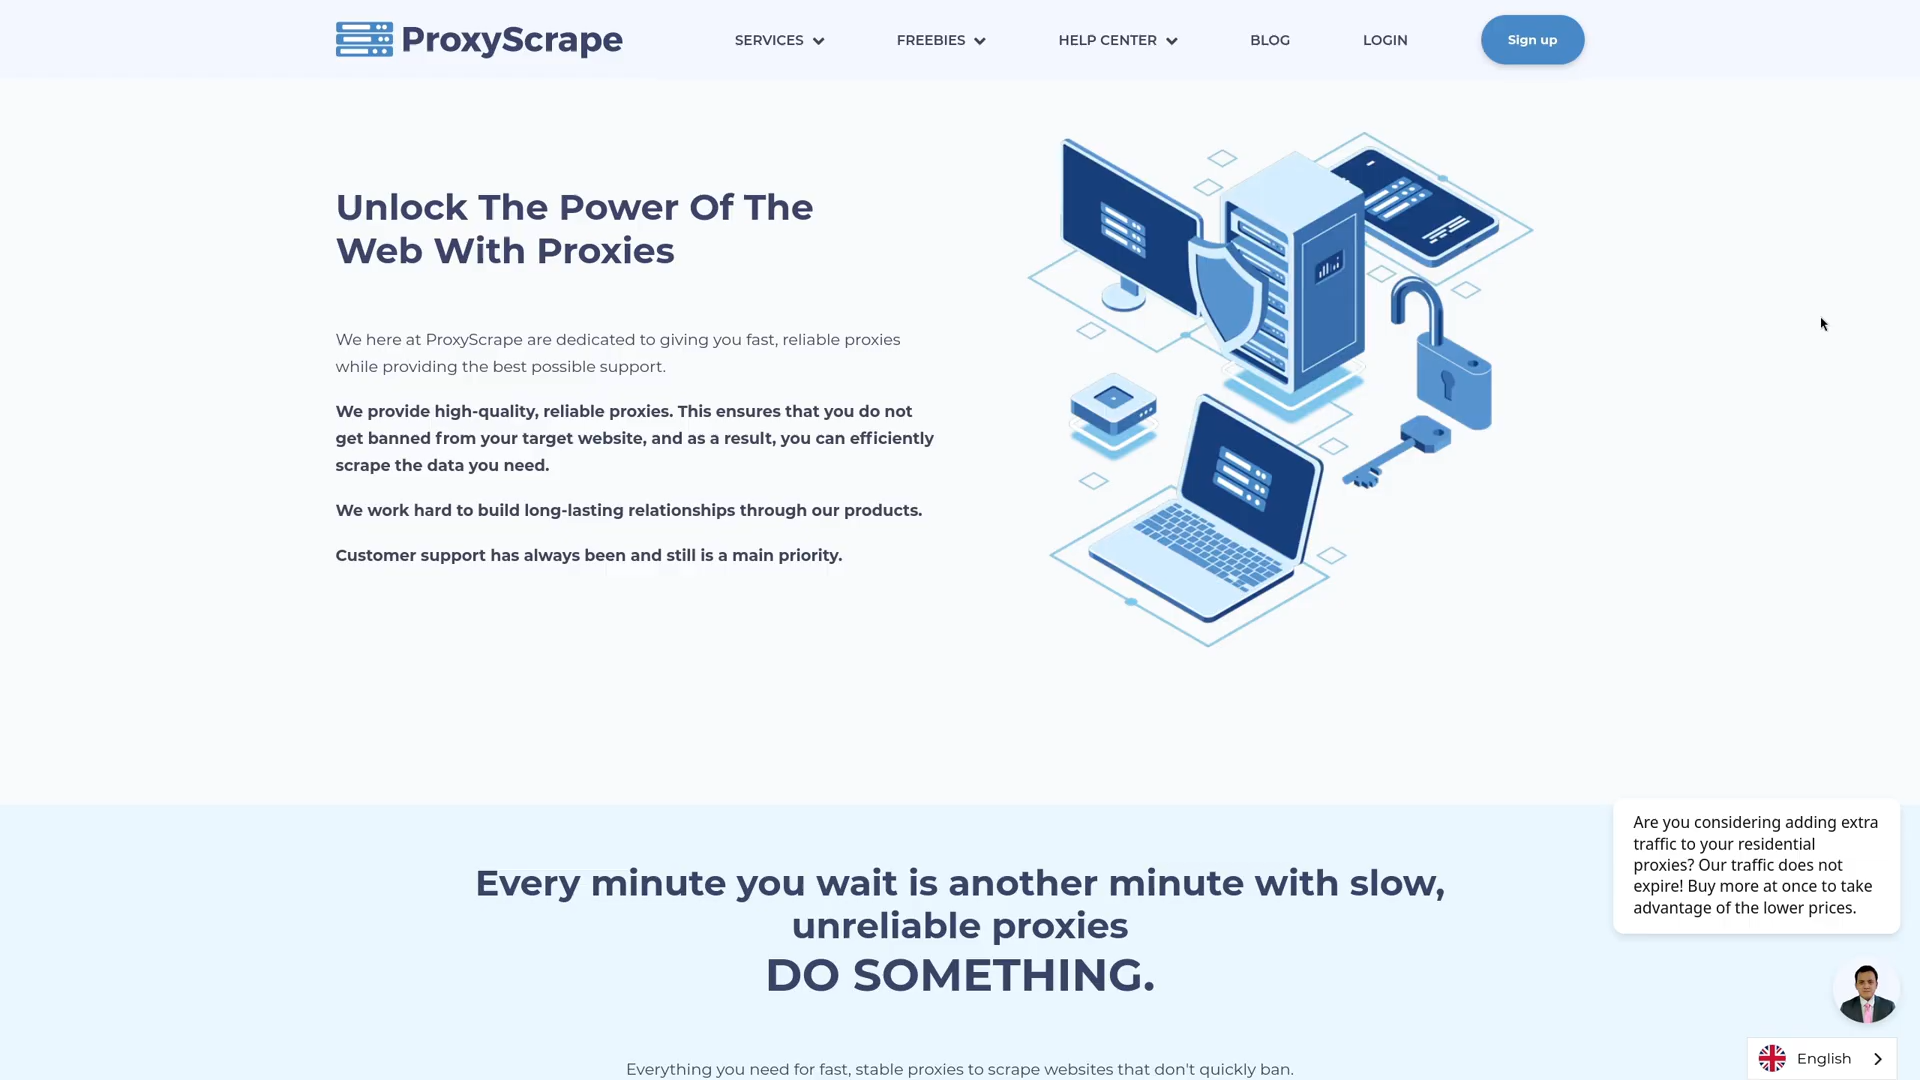 ProxyScrape
SERVICES
FREEBIES
HELP CENTER
BLOG
LOGIN
Sign up
Unlock The Power Of The
Web With Proxies
We here at ProxyScrape are dedicated to giving you fast, reliable proxies
while providing the best possible support.
We provide high-quality, reliable proxies. This ensures that you do not
get banned from your target website, and as a result, you can efficiently
scrape the data you need.
We work hard to build long-lasting relationships through our products.
Customer support has always been and still is a main priority.
Every minute you wait is another minute with slow,
unreliable proxies
DO SOMETHING.
Everything you need for fast, stable proxies to scrape websites that don't quickly ban.
Are you considering adding extra
traffic to your residential
proxies? Our traffic does not
expire! Buy more at once to take
advantage of the lower prices.
English